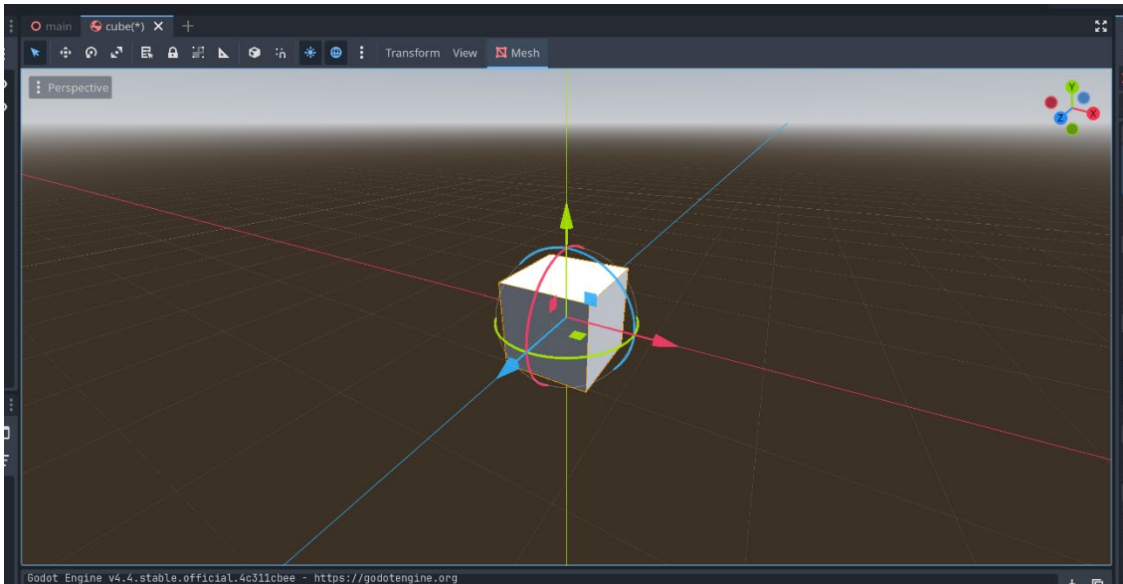 main cube(*)
Transform View Mesh
Perspective
Y
X
Z
Godot Engine v4.4.stable.official.4c311cbee - https://godotengine.org